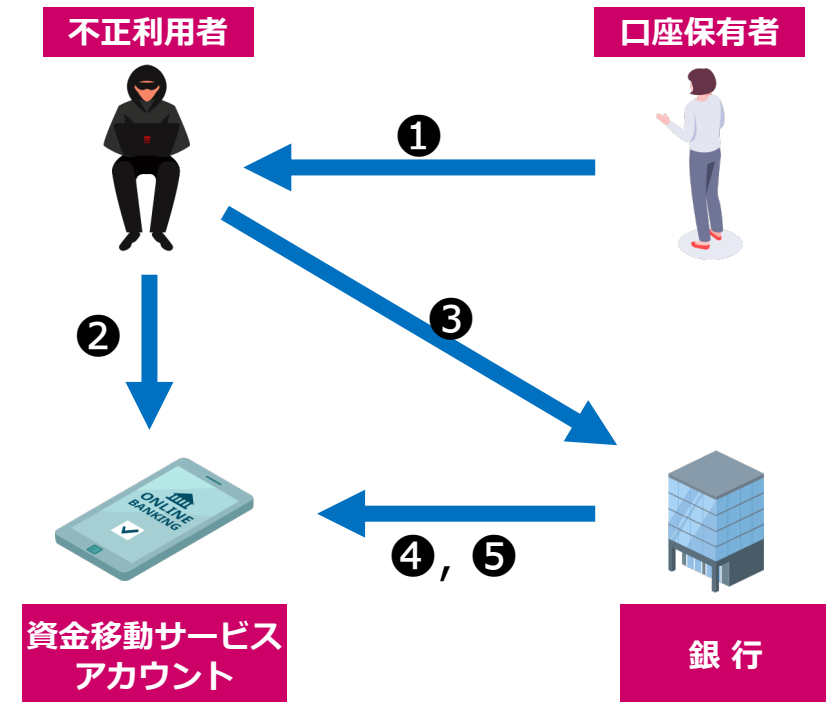 不正利用者
口座保有者
❶
❷
❸
ONLINE
BANKING
❹, ❺
資金移動サービス
アカウント
銀 行